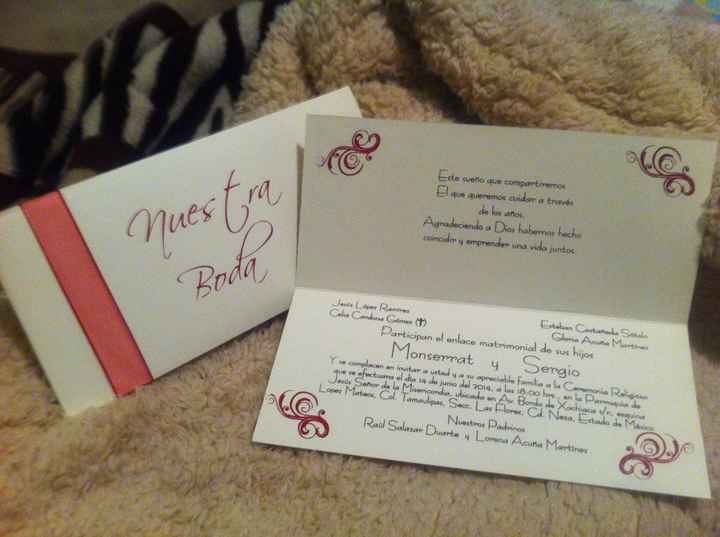 Nuestra
Boda
Este sueño que compartiremos
El que queremos cuidar a través
de los años.
Agradeciendo a Dios habernos hecho
coincidir y emprender una vida juntos.
Jesús López Ramírez
Celia Cardoso Gómez (✞)
Esteban Castañeda Sotelo
Gloria Acuña Martínez
Participan el enlace matrimonial de sus hijos
Monserrat y Sergio
Y se complacen en invitar a usted y a su apreciable familia a la Ceremonia Religiosa
que se efectuara el día 14 de junio del 2014, a las 18:00 hrs., en la Parroquia de
Jesús Señor de la Misericordia, ubicada en Av. Bordo de Xochiaca s/n, esquina
López Mateos, Cd. Tamaulipas, Secc. Las Flores, Cd. Neza, Estado de México
Nuestros Padrinos
Raúl Salazar Duarte y Lorena Acuña Martínez